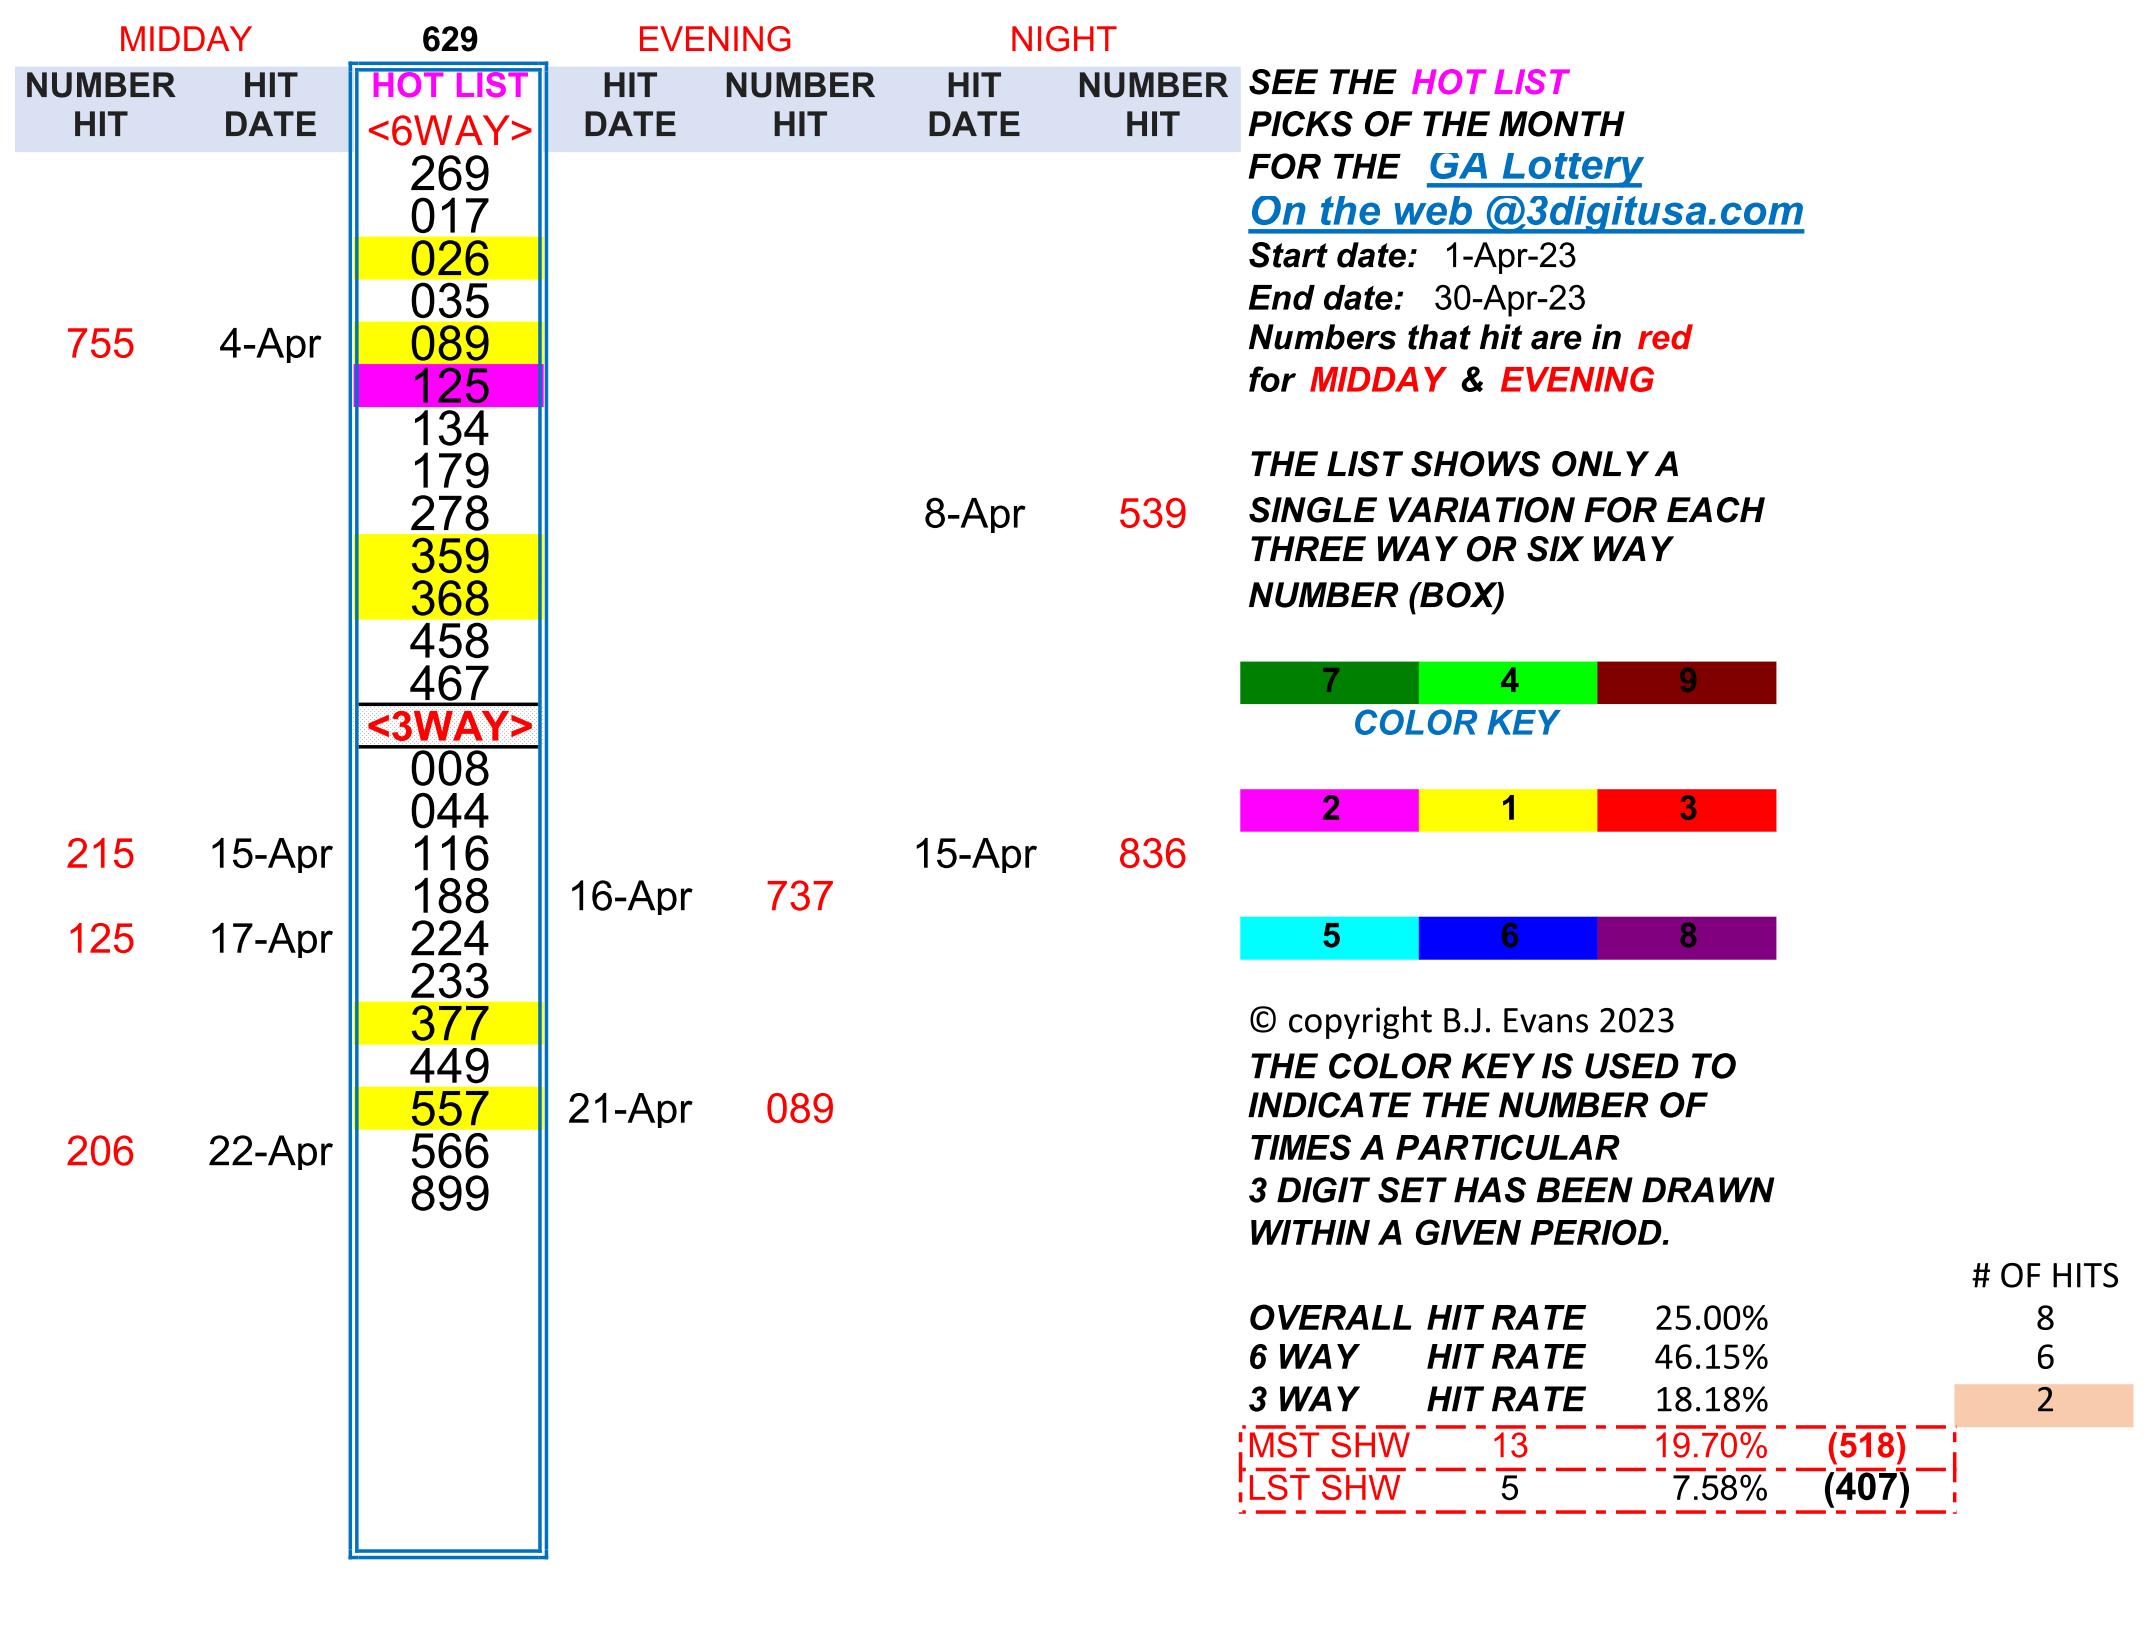 MIDDAY 629 EVENING NIGHT
NUMBER HIT HOT LIST HIT NUMBER HIT NUMBER SEE THE HOT LIST
HIT DATE <6WAY> DATE HIT DATE HIT PICKS OF THE MONTH
269 FOR THE GA Lottery
017 On the web @3digitusa.com
026 Start date: 1-Apr-23
035 End date: 30-Apr-23
755 4-Apr 089 Numbers that hit are in red
125 for MIDDAY & EVENING
134
179 THE LIST SHOWS ONLY A
278 8-Apr 539 SINGLE VARIATION FOR EACH
359 THREE WAY OR SIX WAY
368 NUMBER (BOX)
458
467 7 4 9
<3WAY> COLOR KEY
008
044 2 1 3
215 15-Apr 116 15-Apr 836
188 16-Apr 737
125 17-Apr 224 5 6 8
233
377 © copyright B.J. Evans 2023
449 THE COLOR KEY IS USED TO
557 21-Apr 089 INDICATE THE NUMBER OF
206 22-Apr 566 TIMES A PARTICULAR
899 3 DIGIT SET HAS BEEN DRAWN
WITHIN A GIVEN PERIOD.
# OF HITS
OVERALL HIT RATE 25.00% 8
6 WAY HIT RATE 46.15% 6
3 WAY HIT RATE 18.18% 2
MST SHW 13 19.70% (518)
LST SHW 5 7.58% (407)